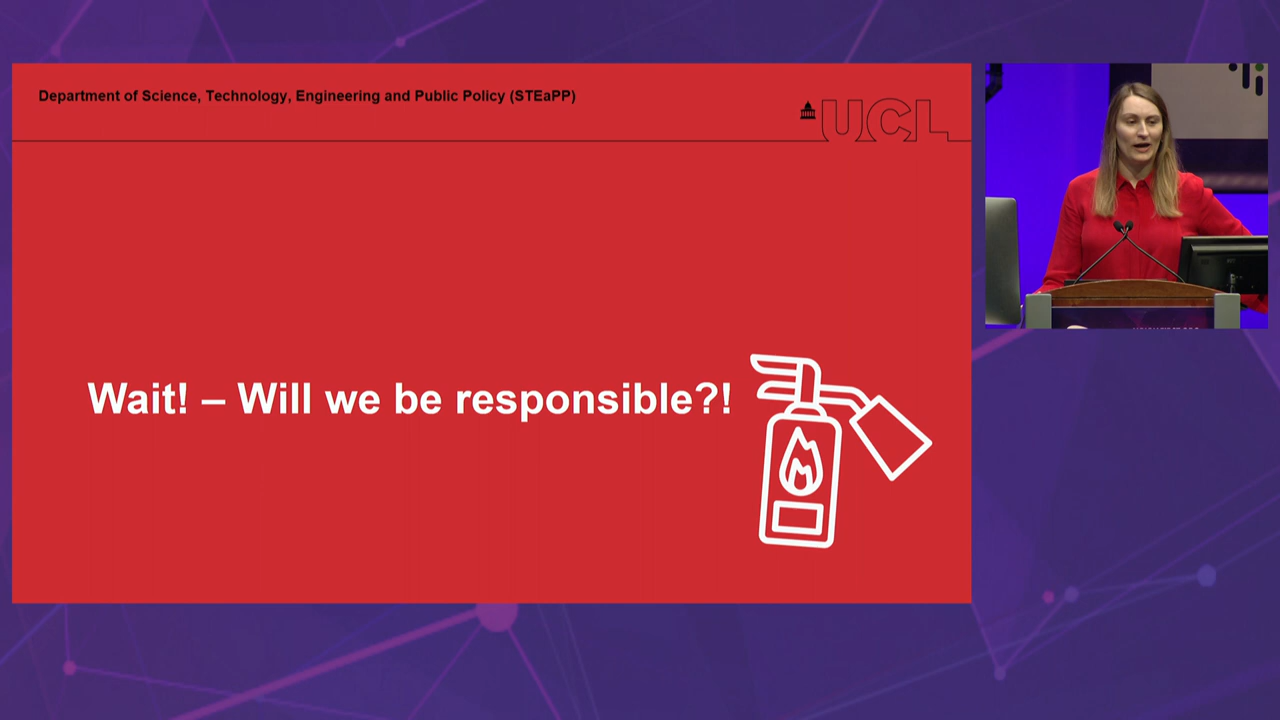 Department of Science, Technology, Engineering and Public Policy (STEaPP)
UCL
Wait! – Will we be responsible?!